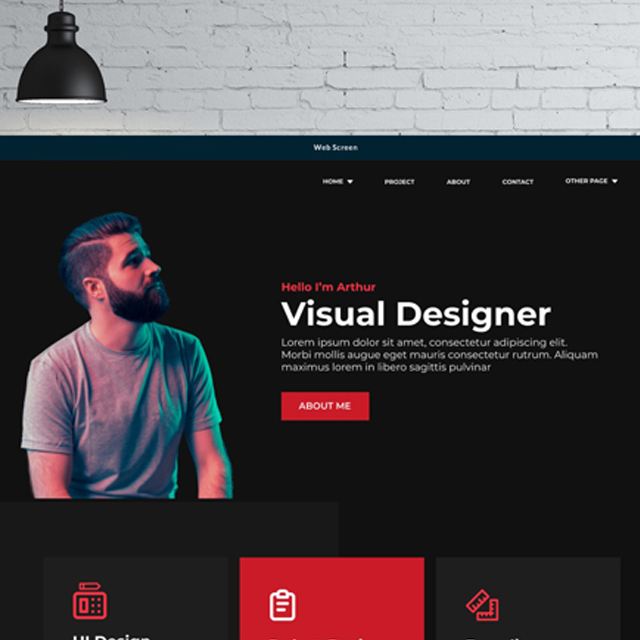 Web Screen
HOME PROJECT ABOUT CONTACT OTHER PAGE
Hello I'm Arthur
Visual Designer
Lorem ipsum dolor sit amet, consectetur adipiscing elit.
Morbi mollis augue eget mauris consectetur rutrum. Aliquam
maximus lorem in libero sagittis pulvinar
ABOUT ME
UI Design